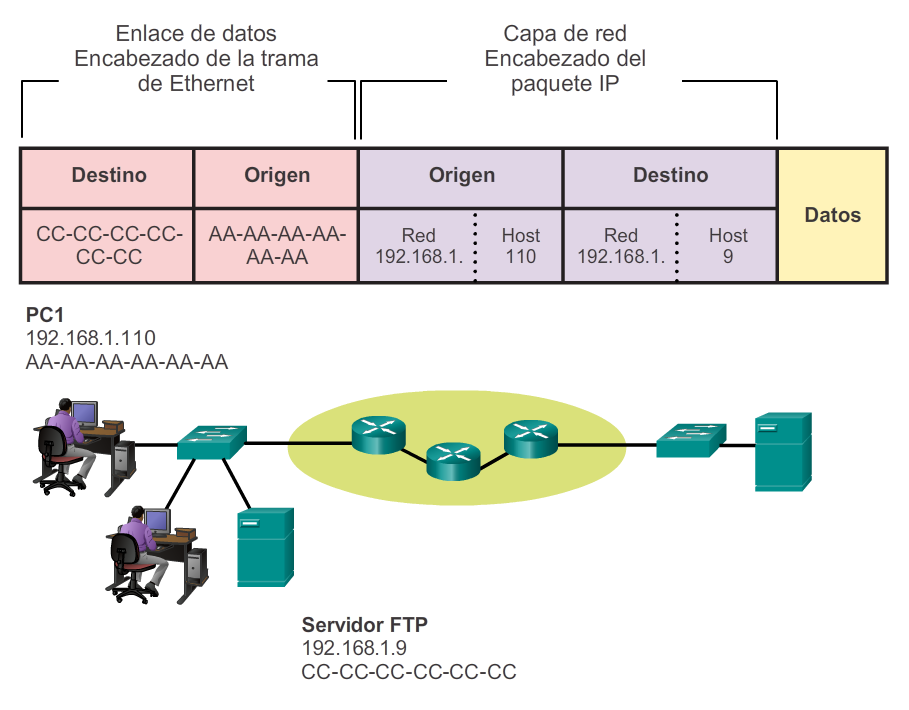 Enlace de datos
Encabezado de la trama
de Ethernet
Capa de red
Encabezado del
paquete IP
Destino
Origen
Origen
Destino
Datos
CC-CC-CC-CC-
CC-CC
AA-AA-AA-AA-
AA-AA
Red
192.168.1.
Host
110
Red
192.168.1.
Host
9
PC1
192.168.1.110
AA-AA-AA-AA-AA-AA
Servidor FTP
192.168.1.9
CC-CC-CC-CC-CC-CC